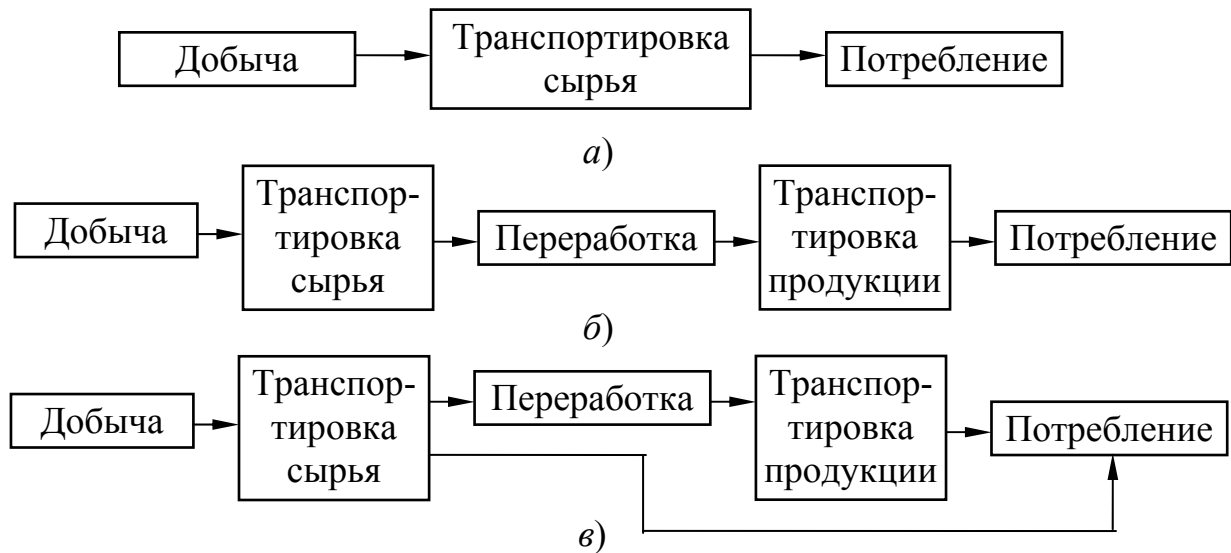 Добыча
Транспортировка
сырья
Потребление
а)
Добыча
Транспор-
тировка
сырья
Переработка
Транспор-
тировка
продукции
Потребление
б)
Добыча
Транспор-
тировка
сырья
Переработка
Транспор-
тировка
продукции
Потребление
в)